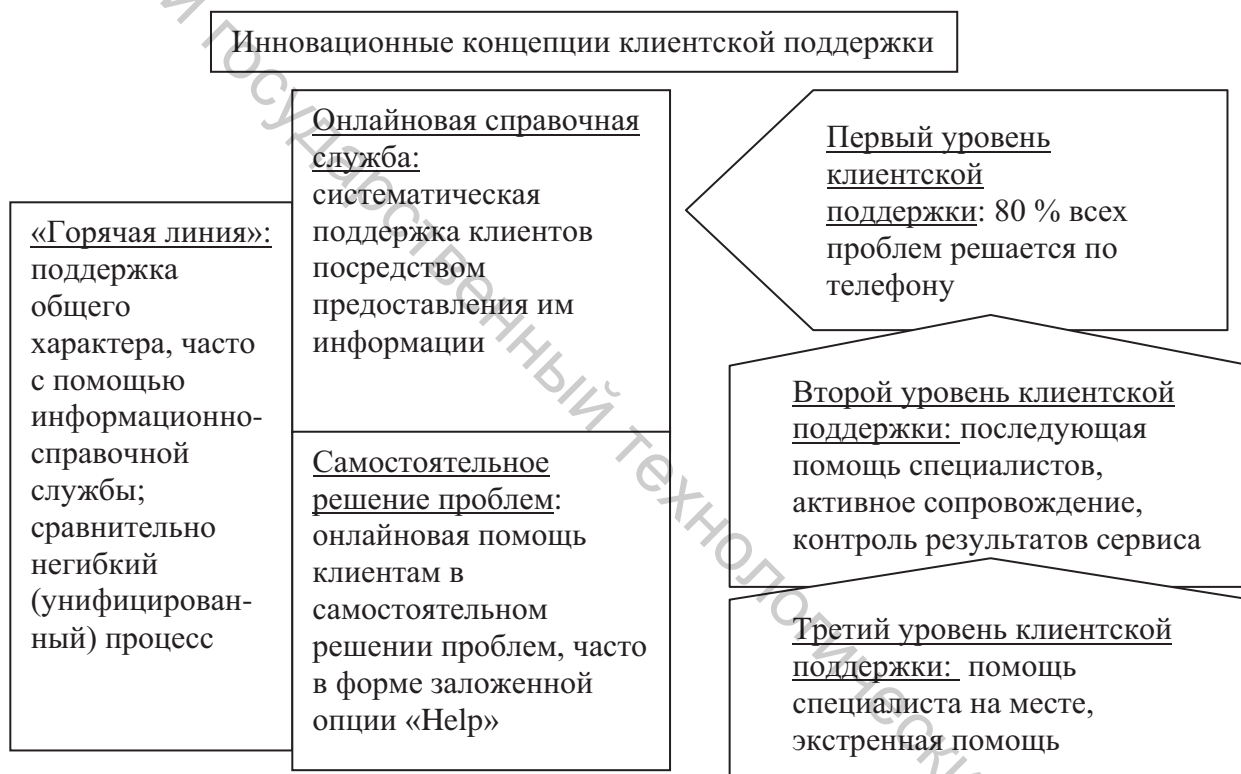 Инновационные концепции клиентской поддержки
«Горячая линия»:
поддержка
общего
характера, часто
с помощью
информационно-
справочной
службы;
сравнительно
негибкий
(унифицирован-
ный) процесс
Онлайновая справочная
служба:
систематическая
поддержка клиентов
посредством
предоставления им
информации
Самостоятельное
решение проблем:
онлайновая помощь
клиентам в
самостоятельном
решении проблем, часто
в форме заложенной
опции «Help»
Первый уровень
клиентской
поддержки: 80 % всех
проблем решается по
телефону
Второй уровень клиентской
поддержки: последующая
помощь специалистов,
активное сопровождение,
контроль результатов сервиса
Третий уровень клиентской
поддержки: помощь
специалиста на месте,
экстренная помощь
государственный технологический